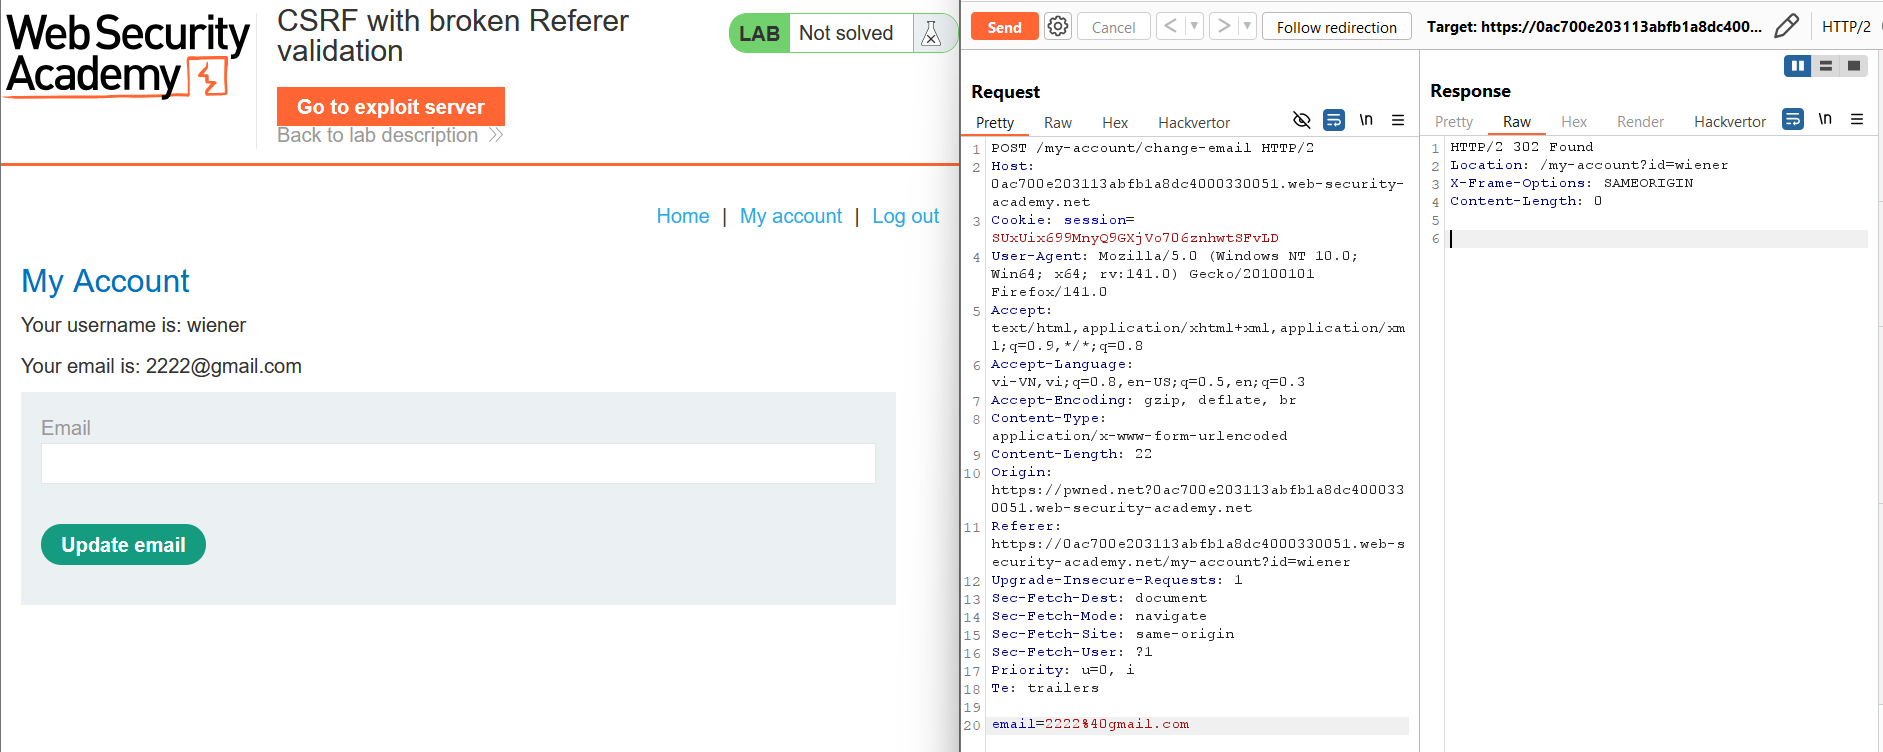 Web Security
Academy
CSRF with broken Referer
validation
Go to exploit server
Back to lab description
LAB Not solved
Home | My account | Log out
My Account
Your username is: wiener
Your email is: 2222@gmail.com
Email
Update email
Send Cancel < > Follow redirection Target: https://0ac700e203113abfb1a8dc400... HTTP/2
Request
Pretty Raw Hex Hackvertor \n
1 POST /my-account/change-email HTTP/2
2 Host:
0ac700e203113abfb1a8dc4000330051.web-security-
academy.net
3 Cookie: session=
SUxUix699MnyQ9GXjVo706znhwtSFvLD
4 User-Agent: Mozilla/5.0 (Windows NT 10.0;
Win64; x64; rv:141.0) Gecko/20100101
Firefox/141.0
5 Accept:
text/html,application/xhtml+xml,application/xm
l;q=0.9,*/*;q=0.8
6 Accept-Language:
vi-VN,vi;q=0.8,en-US;q=0.5,en;q=0.3
7 Accept-Encoding: gzip, deflate, br
8 Content-Type:
application/x-www-form-urlencoded
9 Content-Length: 22
10 Origin:
https://pwned.net?0ac700e203113abfb1a8dc400033
0051.web-security-academy.net
11 Referer:
https://0ac700e203113abfb1a8dc4000330051.web-s
ecurity-academy.net/my-account?id=wiener
12 Upgrade-Insecure-Requests: 1
13 Sec-Fetch-Dest: document
14 Sec-Fetch-Mode: navigate
15 Sec-Fetch-Site: same-origin
16 Sec-Fetch-User: ?1
17 Priority: u=0, i
18 Te: trailers
19
20 email=2222%40gmail.com
Response
Pretty Raw Hex Render Hackvertor \n
1 HTTP/2 302 Found
2 Location: /my-account?id=wiener
3 X-Frame-Options: SAMEORIGIN
4 Content-Length: 0
5
6